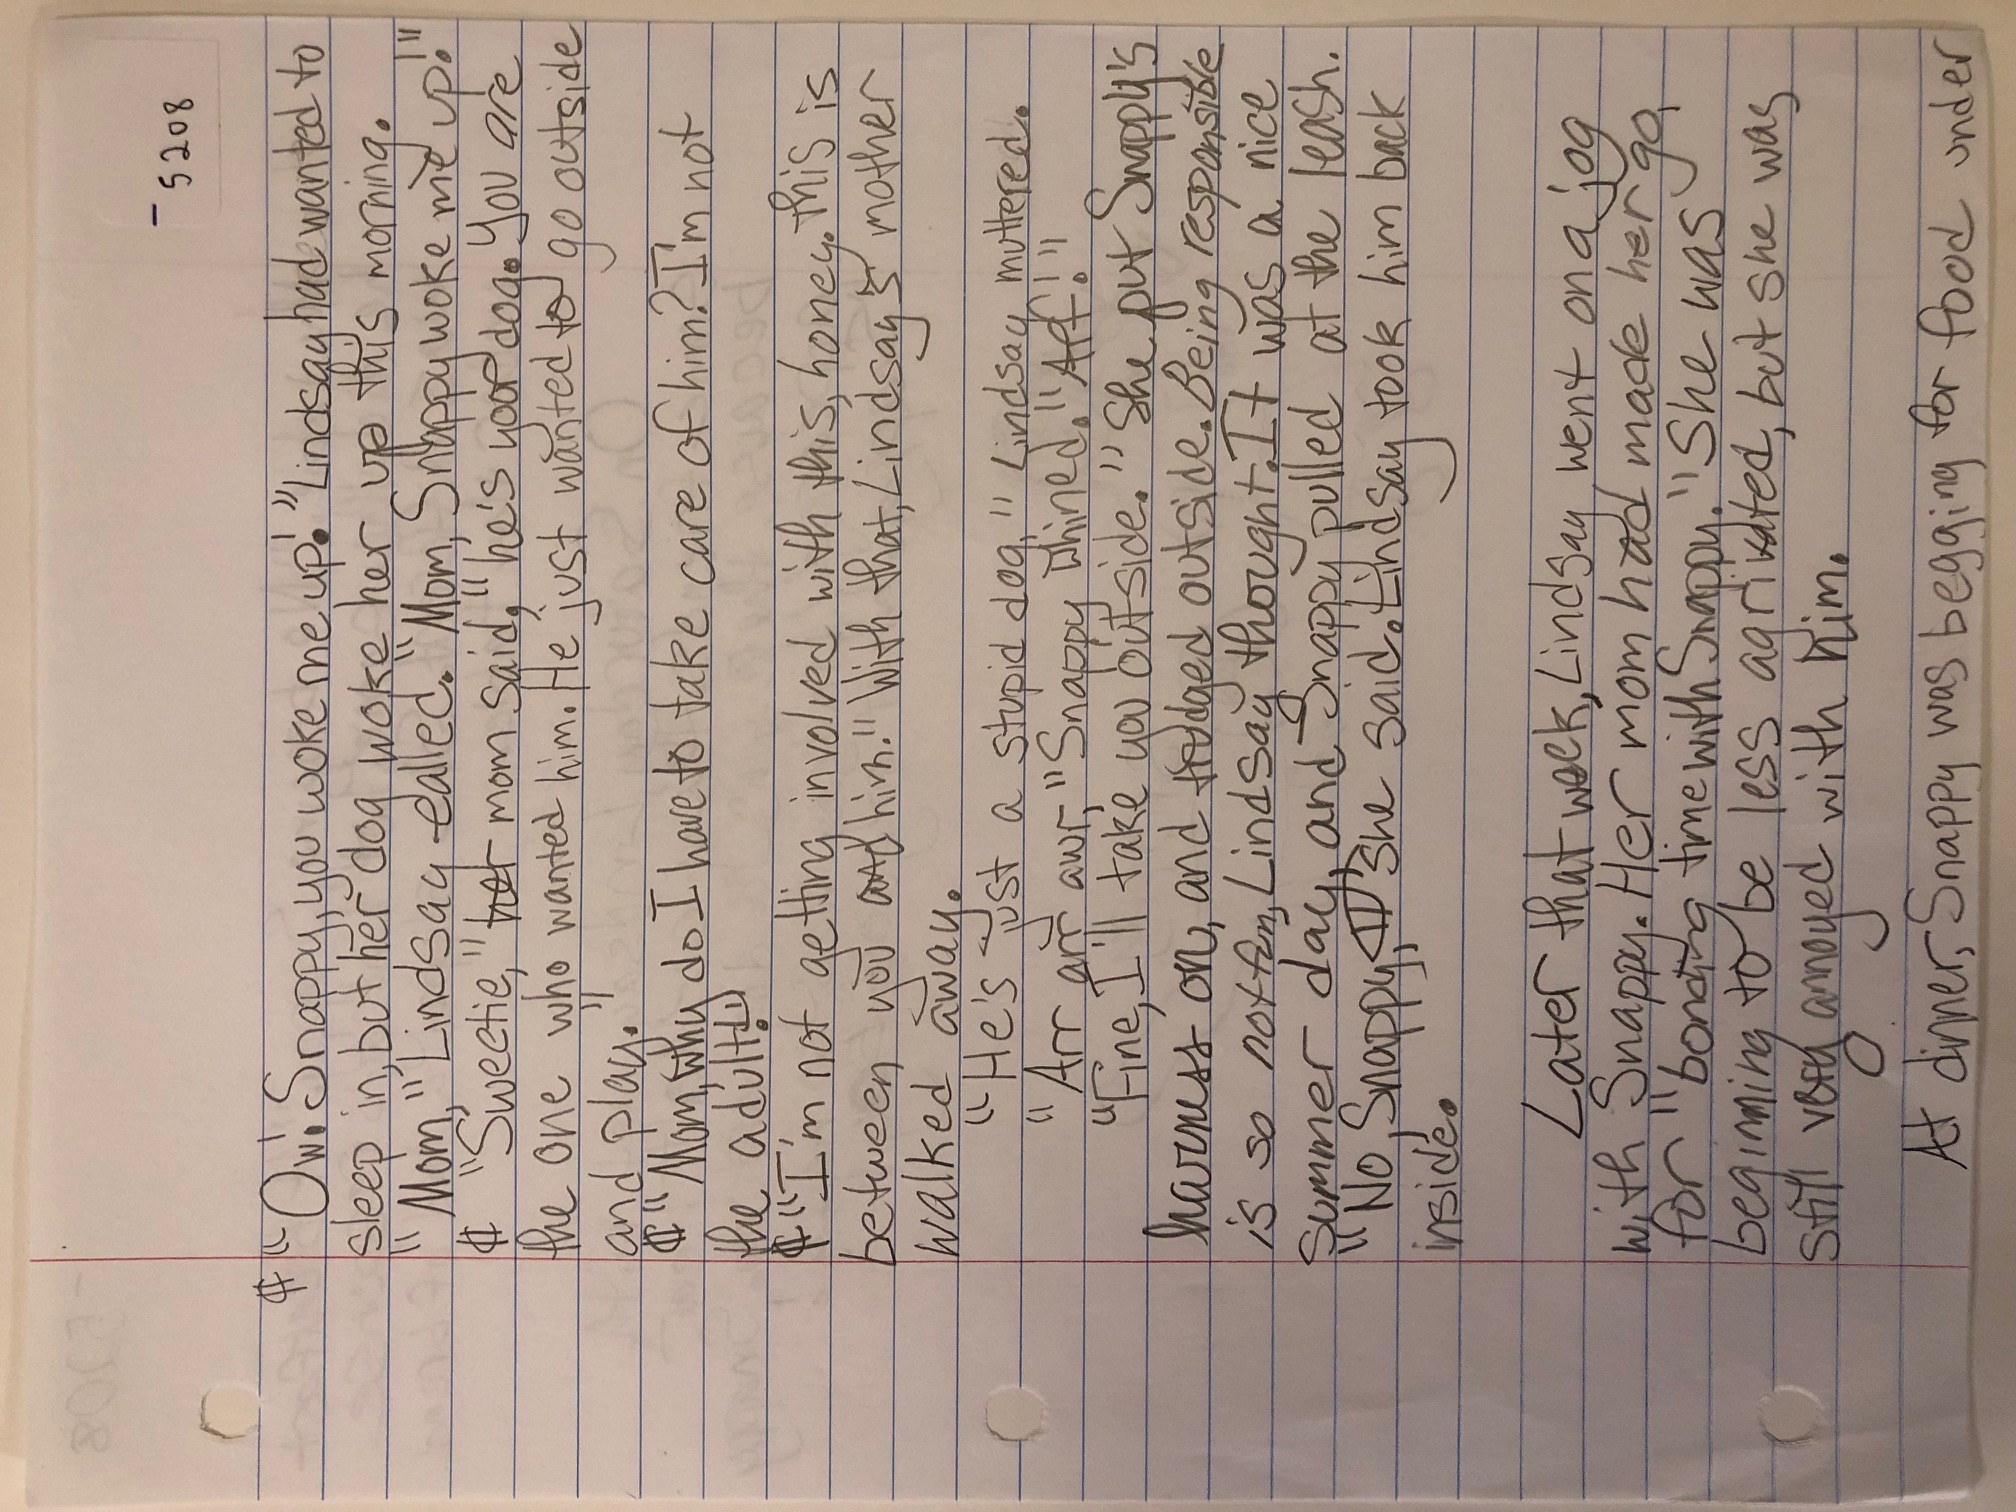 5208
¶ "Ow! Snappy, you woke me up!" Lindsay had wanted to
sleep in, but her dog woke her up this morning.
"Mom," Lindsay called. "Mom, Snappy woke me up!"
¶ "Sweetie," her mom said, "he's your dog. You are
the one who wanted him. He just wanted to go outside
and play."
¶ "Mom, why do I have to take care of him? I'm not
the adult!"
¶ "I'm not getting involved with this, honey. This is
between you and him." With that, Lindsay's mother
walked away.
"He's just a stupid dog," Lindsay muttered.
"Arr arr awr," Snappy whined. "Aff!"
"Fine, I'll take you outside." She put Snappy's
harness on, and trudged outside. Being responsible
is so not fun, Lindsay thought. It was a nice
summer day, and Snappy pulled at the leash.
"No, Snappy," she said. Lindsay took him back
inside.
Later that week, Lindsay went on a jog
with Snappy. Her mom had made her go,
for "bonding time with Snappy." She was
beginning to be less agrivated, but she was
still very annoyed with him.
At dinner, Snappy was begging for food under